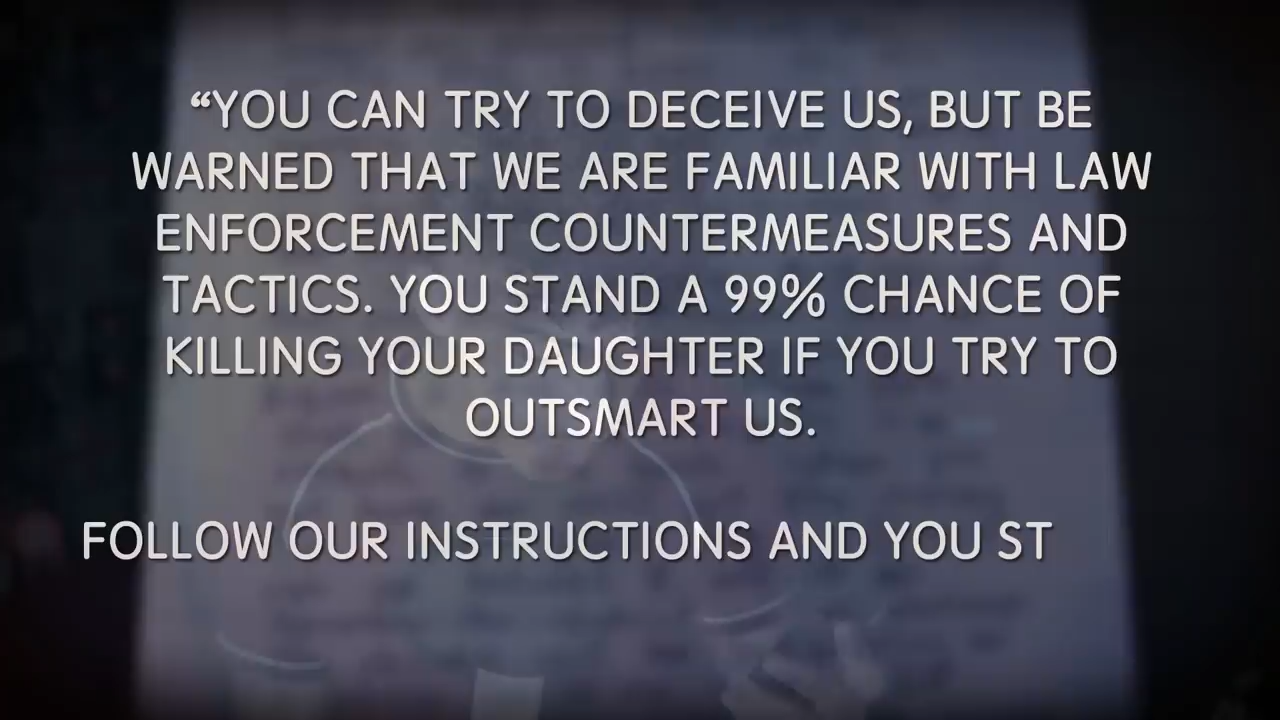 “YOU CAN TRY TO DECEIVE US, BUT BE
WARNED THAT WE ARE FAMILIAR WITH LAW
ENFORCEMENT COUNTERMEASURES AND
TACTICS. YOU STAND A 99% CHANCE OF
KILLING YOUR DAUGHTER IF YOU TRY TO
OUTSMART US.
FOLLOW OUR INSTRUCTIONS AND YOU ST